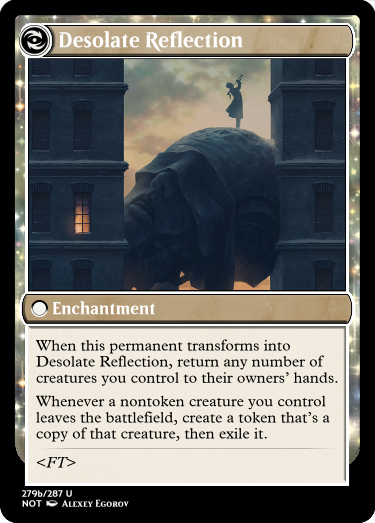 Desolate Reflection
Enchantment
When this permanent transforms into
Desolate Reflection, return any number of
creatures you control to their owners' hands.
Whenever a nontoken creature you control
leaves the battlefield, create a token that's a
copy of that creature, then exile it.
<FT>
279b/287 U
NOT Alexey Egorov